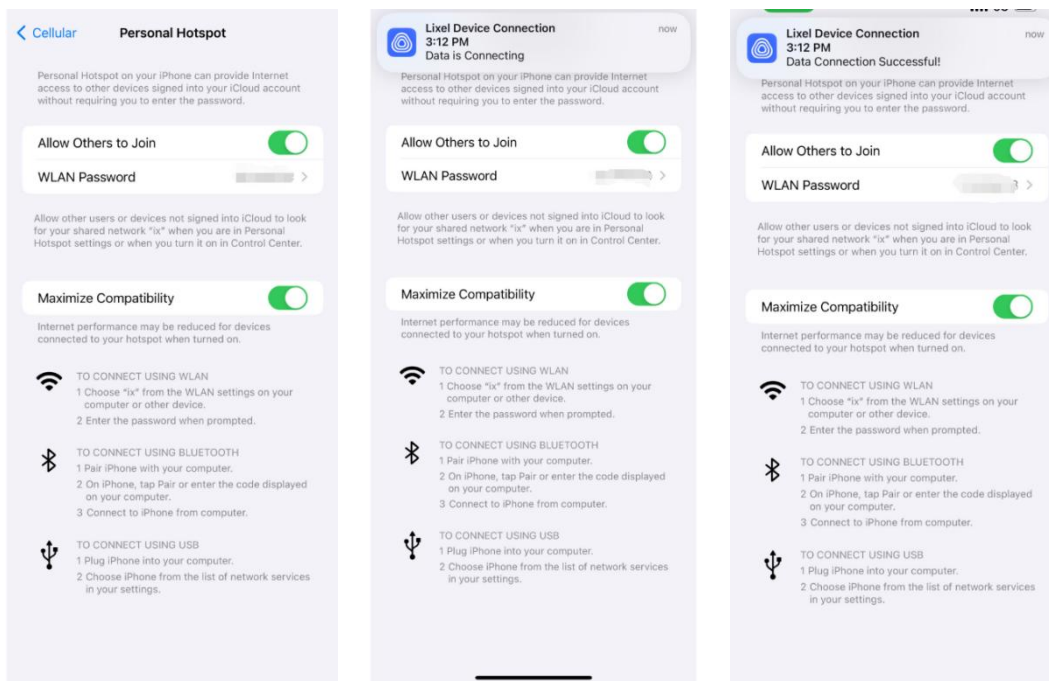 Cellular
Personal Hotspot
Personal Hotspot on your iPhone can provide Internet
access to other devices signed into your iCloud account
without requiring you to enter the password.
Allow Others to Join
WLAN Password
Allow other users or devices not signed into iCloud to look
for your shared network "ix" when you are in Personal
Hotspot settings or when you turn it on in Control Center.
Maximize Compatibility
Internet performance may be reduced for devices
connected to your hotspot when turned on.
TO CONNECT USING WLAN
1 Choose "ix" from the WLAN settings on your
computer or other device.
2 Enter the password when prompted.
TO CONNECT USING BLUETOOTH
1 Pair iPhone with your computer.
2 On iPhone, tap Pair or enter the code displayed
on your computer.
3 Connect to iPhone from computer.
TO CONNECT USING USB
1 Plug iPhone into your computer.
2 Choose iPhone from the list of network services
in your settings.
Lixel Device Connection
now
3:12 PM
Data is Connecting
Personal Hotspot on your iPhone can provide Internet
access to other devices signed into your iCloud account
without requiring you to enter the password.
Allow Others to Join
WLAN Password
Allow other users or devices not signed into iCloud to look
for your shared network "ix" when you are in Personal
Hotspot settings or when you turn it on in Control Center.
Maximize Compatibility
Internet performance may be reduced for devices
connected to your hotspot when turned on.
TO CONNECT USING WLAN
1 Choose "ix" from the WLAN settings on your
computer or other device.
2 Enter the password when prompted.
TO CONNECT USING BLUETOOTH
1 Pair iPhone with your computer.
2 On iPhone, tap Pair or enter the code displayed
on your computer.
3 Connect to iPhone from computer.
TO CONNECT USING USB
1 Plug iPhone into your computer.
2 Choose iPhone from the list of network services
in your settings.
Lixel Device Connection
now
3:12 PM
Data Connection Successful!
Personal Hotspot on your iPhone can provide Internet
access to other devices signed into your iCloud account
without requiring you to enter the password.
Allow Others to Join
WLAN Password
Allow other users or devices not signed into iCloud to look
for your shared network "ix" when you are in Personal
Hotspot settings or when you turn it on in Control Center.
Maximize Compatibility
Internet performance may be reduced for devices
connected to your hotspot when turned on.
TO CONNECT USING WLAN
1 Choose "ix" from the WLAN settings on your
computer or other device.
2 Enter the password when prompted.
TO CONNECT USING BLUETOOTH
1 Pair iPhone with your computer.
2 On iPhone, tap Pair or enter the code displayed
on your computer.
3 Connect to iPhone from computer.
TO CONNECT USING USB
1 Plug iPhone into your computer.
2 Choose iPhone from the list of network services
in your settings.